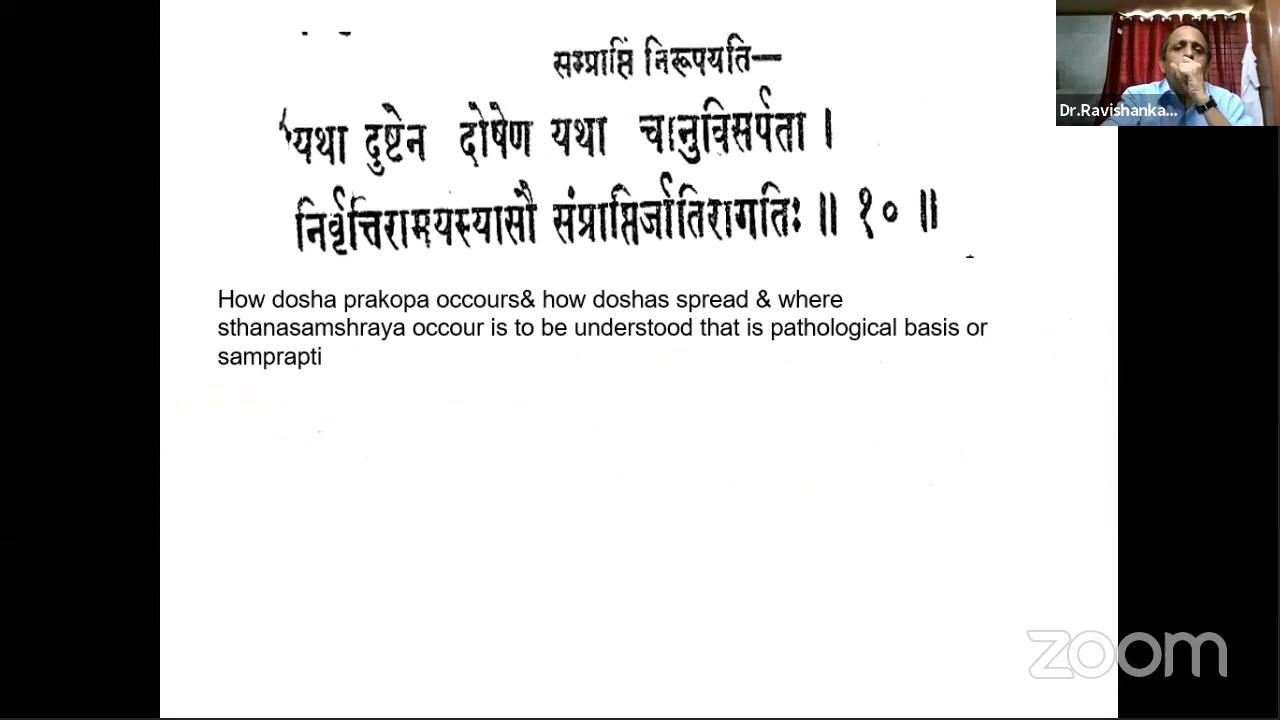 सम्प्राप्तिं निरूपयति—
यथा दुष्टेन दोषेण यथा चानुविसर्पता ।
निर्वृत्तिरामयस्यासौ संप्राप्तिर्जातिरागतिः ॥ १० ॥
How dosha prakopa occours& how doshas spread & where
sthanasamshraya occour is to be understood that is pathological basis or
samprapti
Dr.Ravishanka...
zoom